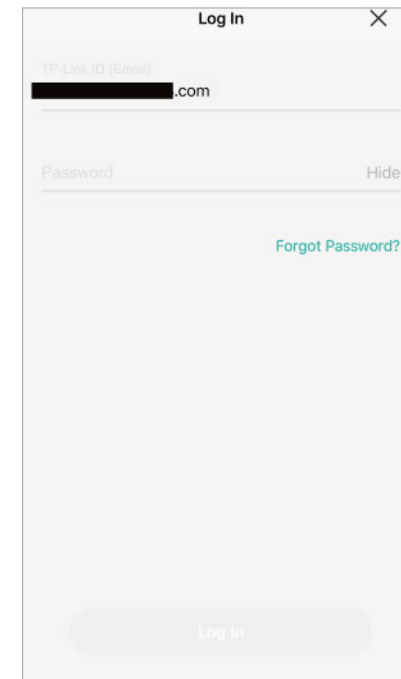 Log In
TP-Link ID (Email)
.com
Password Hide
Forgot Password?
Log In